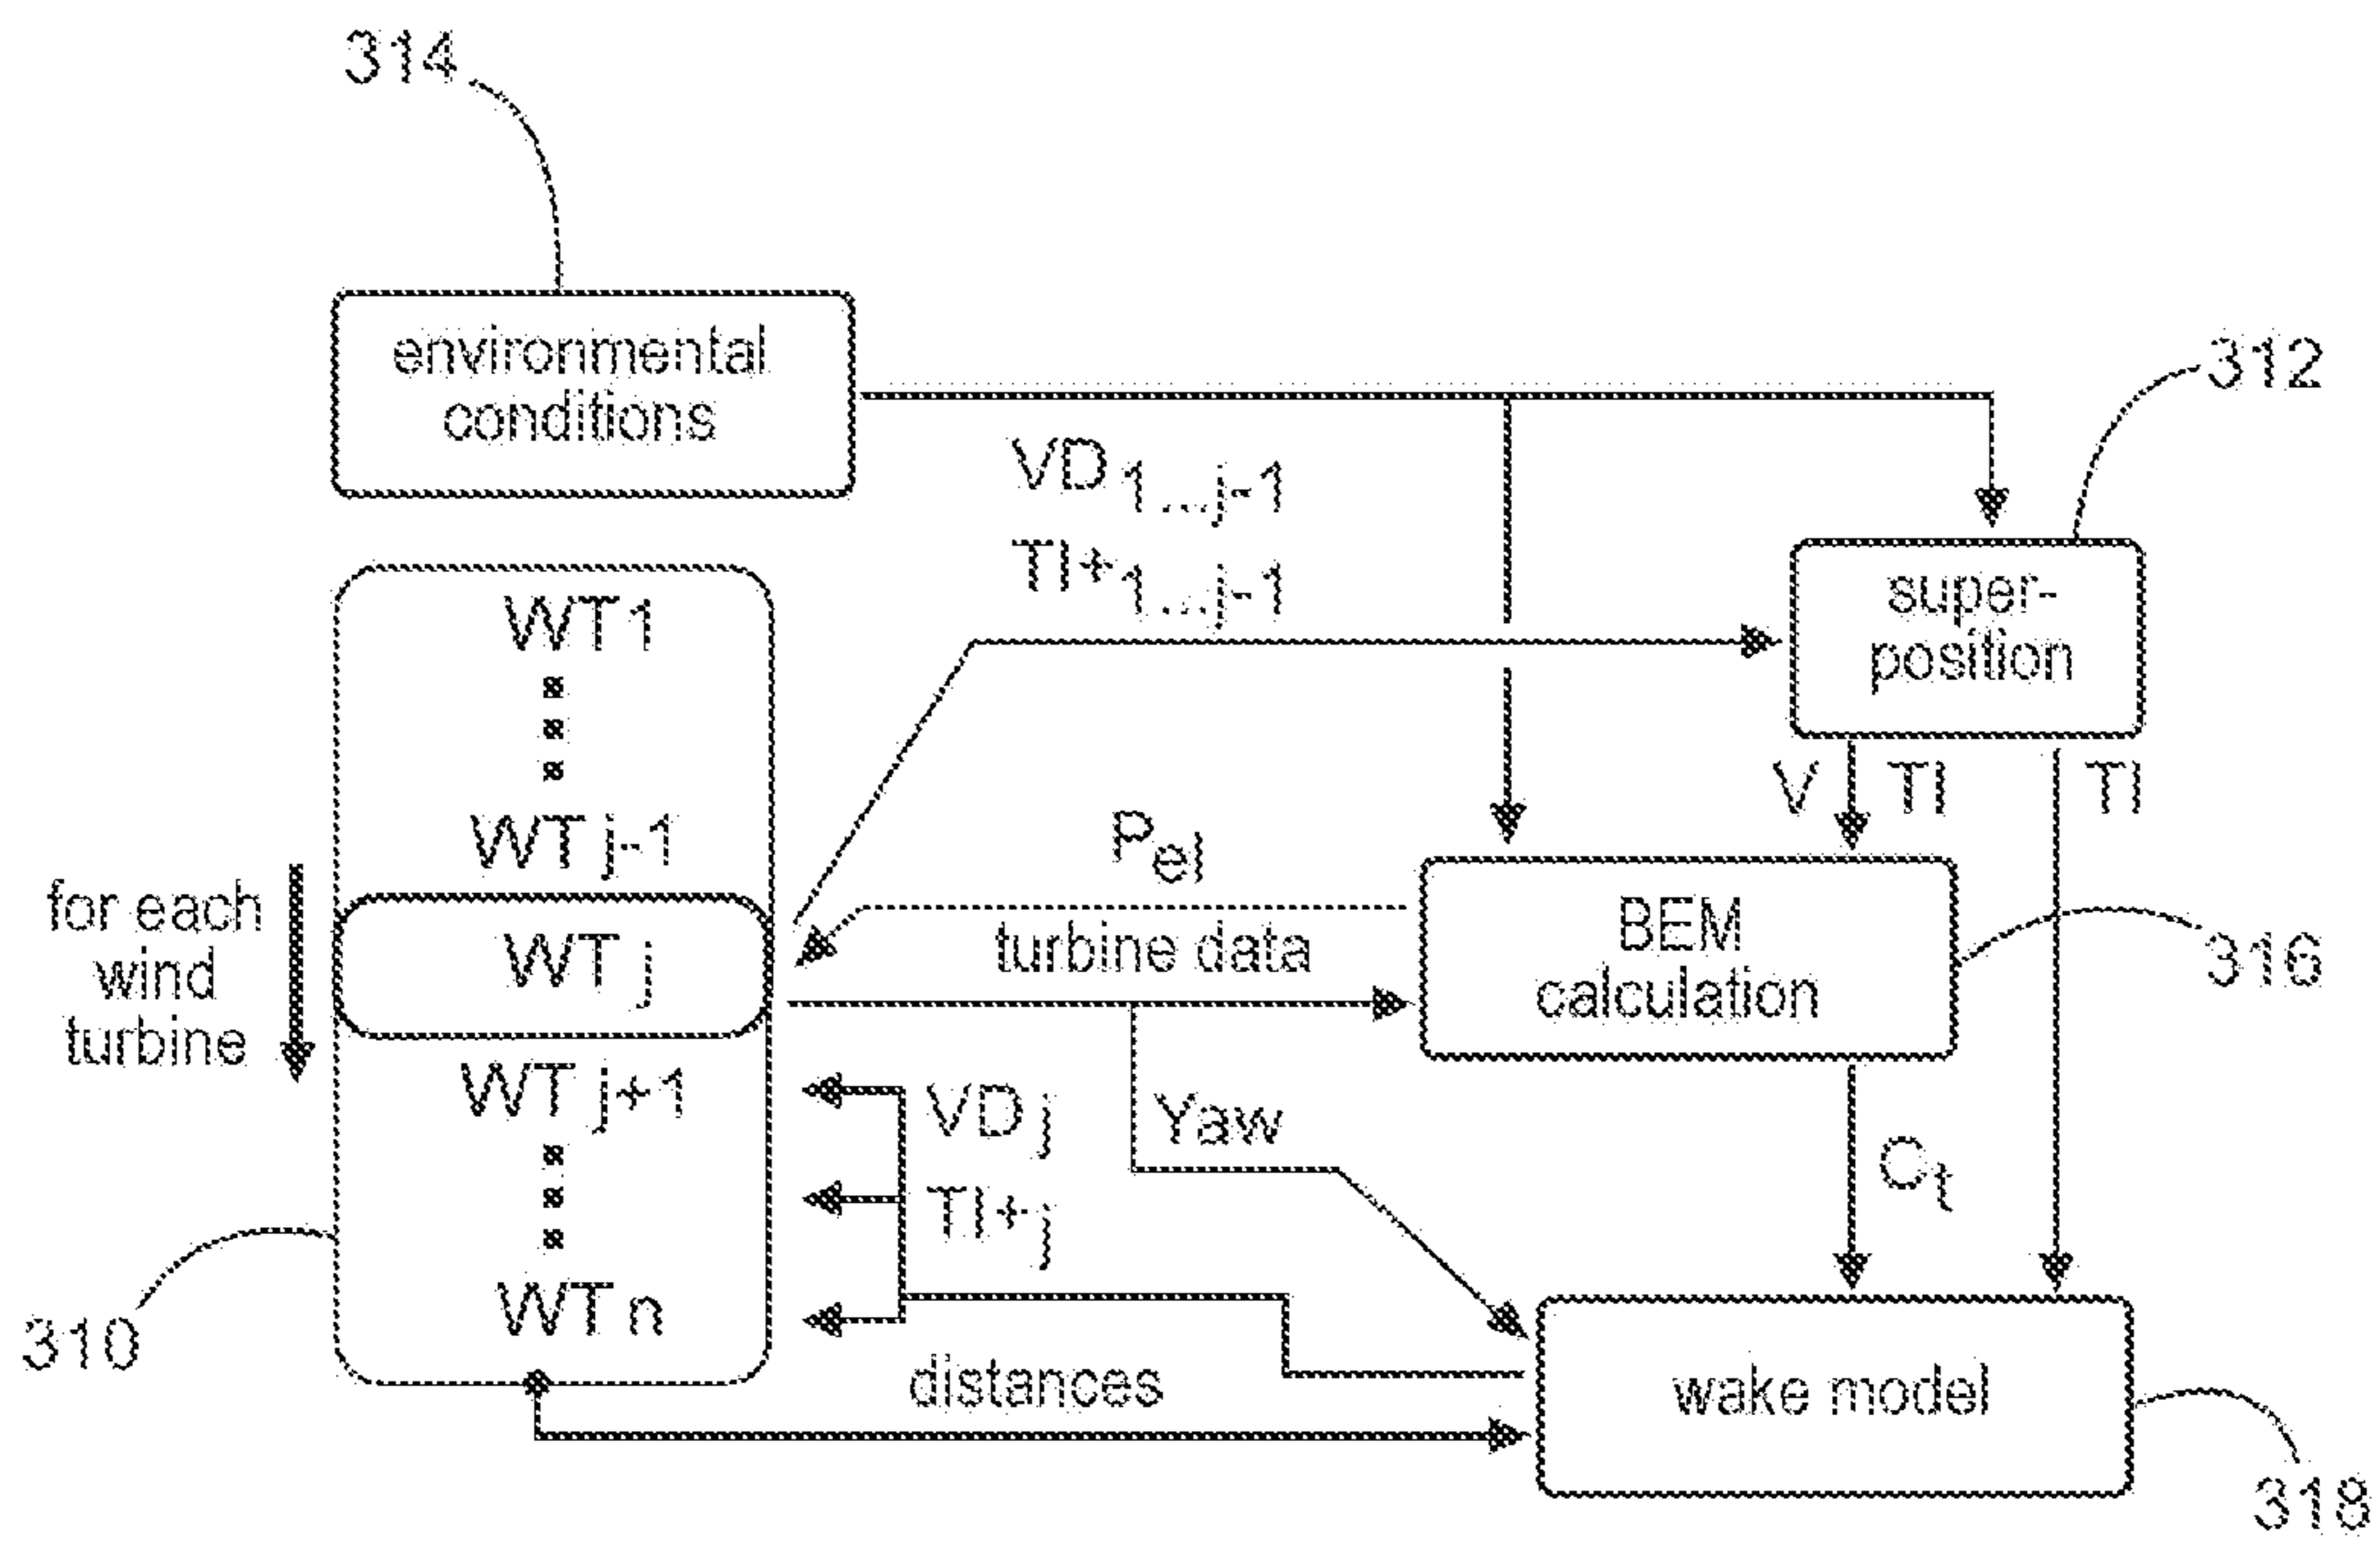 314
environmental
conditions
312
VD 1...j-1
TI+ 1...j-1
super-
position
WT 1
WT j-1
V TI TI
Pel
for each
wind
turbine
WT j
turbine data
BEM
calculation
316
WT j+1
VD j
Yaw
Ct
TI+ j
WT n
310
distances
wake model
318